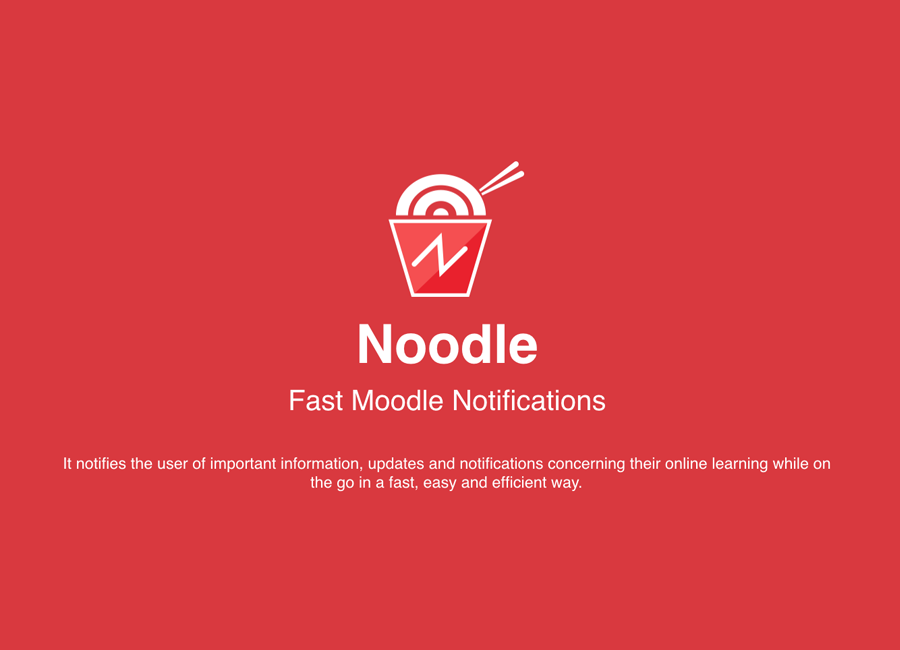 Noodle
Fast Moodle Notifications
It notifies the user of important information, updates and notifications concerning their online learning while on
the go in a fast, easy and efficient way.